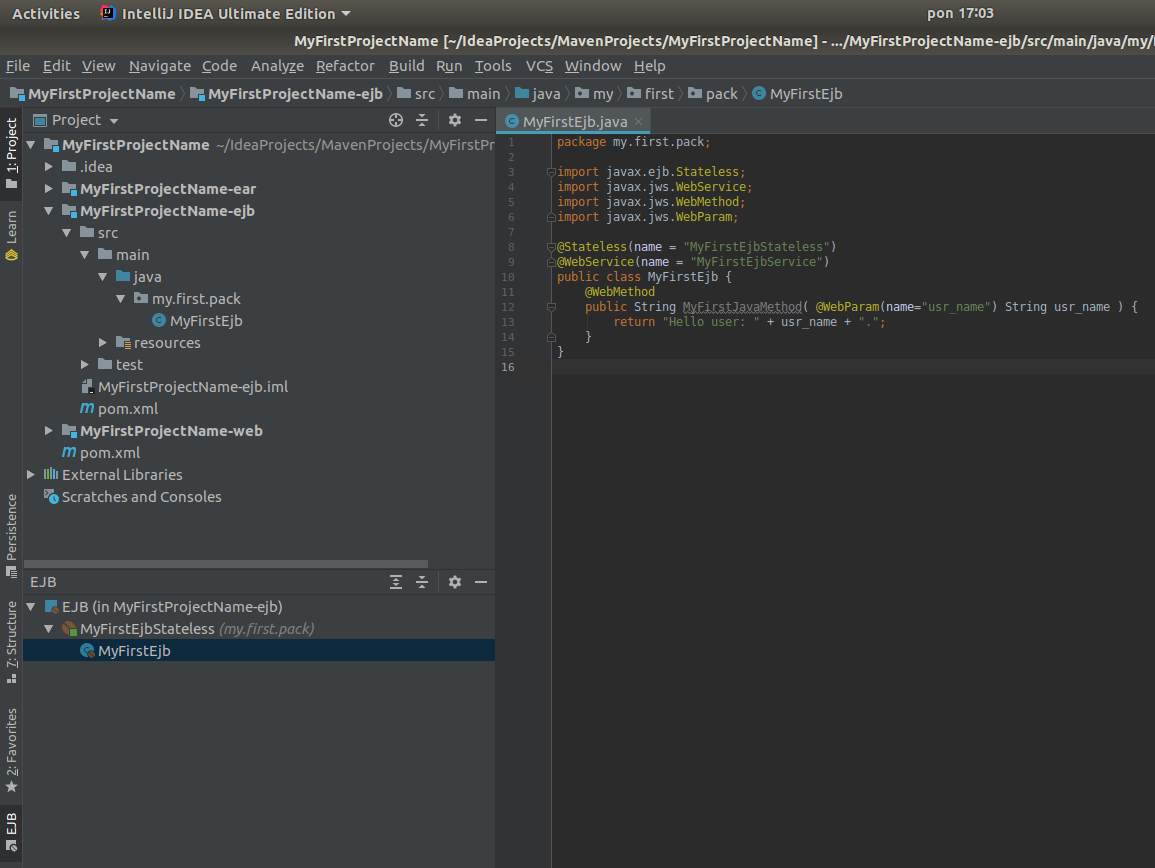 Activities IntelliJ IDEA Ultimate Edition pon 17:03
MyFirstProjectName [~/IdeaProjects/MavenProjects/MyFirstProjectName] - .../MyFirstProjectName-ejb/src/main/java/my/
File Edit View Navigate Code Analyze Refactor Build Run Tools VCS Window Help
MyFirstProjectName MyFirstProjectName-ejb src main java my first pack MyFirstEjb
1: Project
Learn
Persistence
7: Structure
2: Favorites
EJB
Project
MyFirstProjectName ~/IdeaProjects/MavenProjects/MyFirstPr
.idea
MyFirstProjectName-ear
MyFirstProjectName-ejb
src
main
java
my.first.pack
MyFirstEjb
resources
test
MyFirstProjectName-ejb.iml
pom.xml
MyFirstProjectName-web
pom.xml
External Libraries
Scratches and Consoles
EJB
EJB (in MyFirstProjectName-ejb)
MyFirstEjbStateless (my.first.pack)
MyFirstEjb
MyFirstEjb.java
1 package my.first.pack;
2
3 import javax.ejb.Stateless;
4 import javax.jws.WebService;
5 import javax.jws.WebMethod;
6 import javax.jws.WebParam;
7
8 @Stateless(name = "MyFirstEjbStateless")
9 @WebService(name = "MyFirstEjbService")
10 public class MyFirstEjb {
11 @WebMethod
12 public String MyFirstJavaMethod( @WebParam(name="usr_name") String usr_name ) {
13 return "Hello user: " + usr_name + ".";
14 }
15 }
16